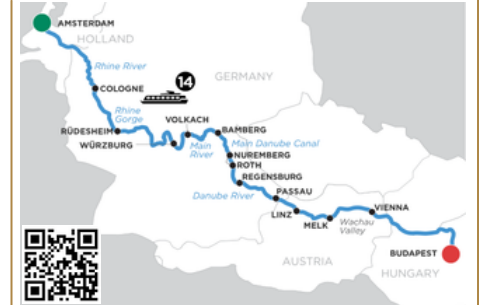 AMSTERDAM
HOLLAND
Rhine River
14
GERMANY
COLOGNE
Rhine
Gorge
VOLKACH
RÜDESHEIM
BAMBERG
WÜRZBURG
Main
River
Main Danube Canal
NUREMBERG
ROTH
REGENSBURG
Danube River
PASSAU
LINZ
VIENNA
MELK
Wachau
Valley
BUDAPEST
AUSTRIA
HUNGARY